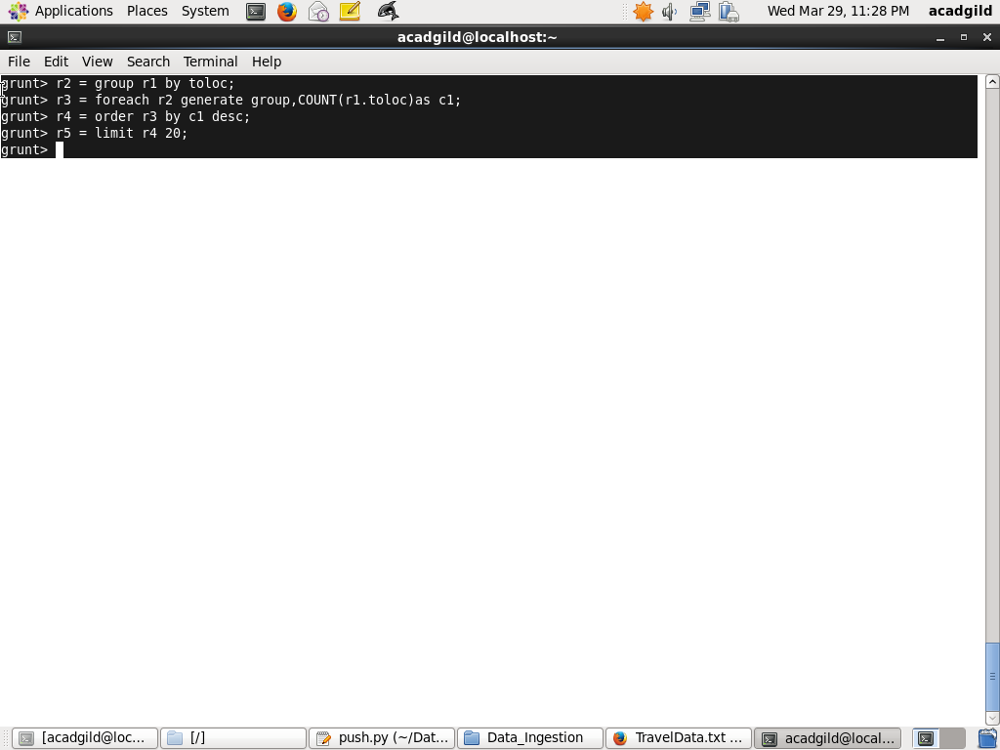 Applications Places System Wed Mar 29, 11:28 PM acadgild
acadgild@localhost:~
File Edit View Search Terminal Help
grunt> r2 = group r1 by toloc;
grunt> r3 = foreach r2 generate group,COUNT(r1.toloc)as c1;
grunt> r4 = order r3 by c1 desc;
grunt> r5 = limit r4 20;
grunt>
[acadgild@loc... [/] push.py (~/Dat... Data_Ingestion TravelData.txt ... acadgild@local...